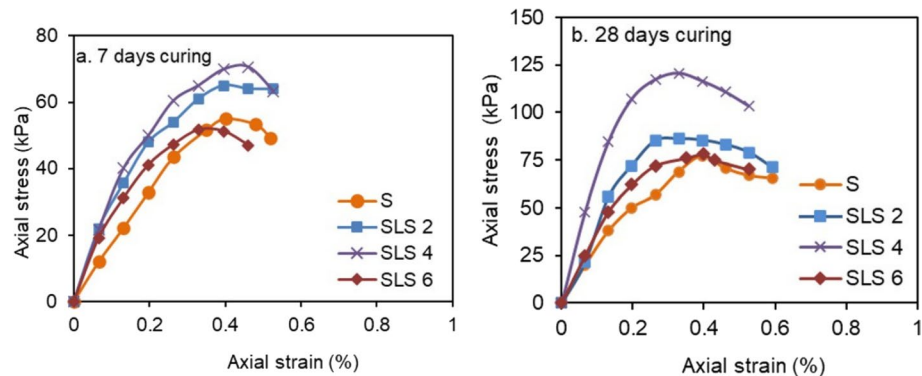 a. 7 days curing
Axial stress (kPa)
80
60
40
20
0
0
0.2
0.4
0.6
0.8
1
Axial strain (%)
S
SLS 2
SLS 4
SLS 6
b. 28 days curing
Axial stress (kPa)
150
125
100
75
50
25
0
0
0.2
0.4
0.6
0.8
1
Axial strain (%)
S
SLS 2
SLS 4
SLS 6